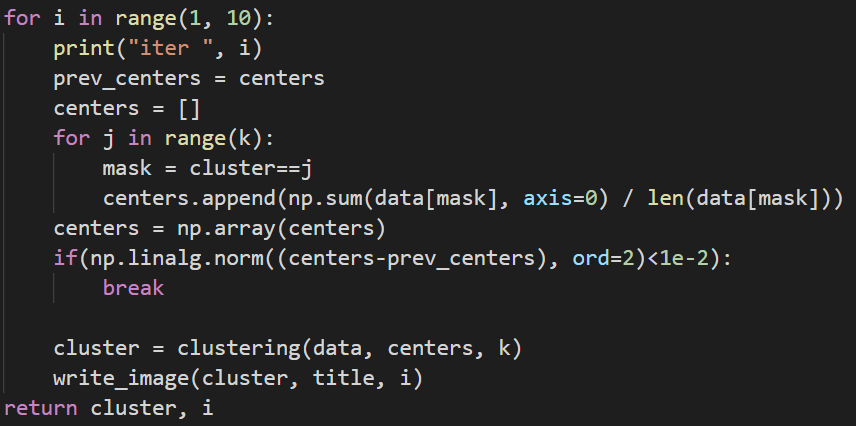 for i in range(1, 10):
    print("iter ", i)
    prev_centers = centers
    centers = []
    for j in range(k):
        mask = cluster==j
        centers.append(np.sum(data[mask], axis=0) / len(data[mask]))
    centers = np.array(centers)
    if(np.linalg.norm((centers-prev_centers), ord=2)<1e-2):
        break
    cluster = clustering(data, centers, k)
    write_image(cluster, title, i)
return cluster, i